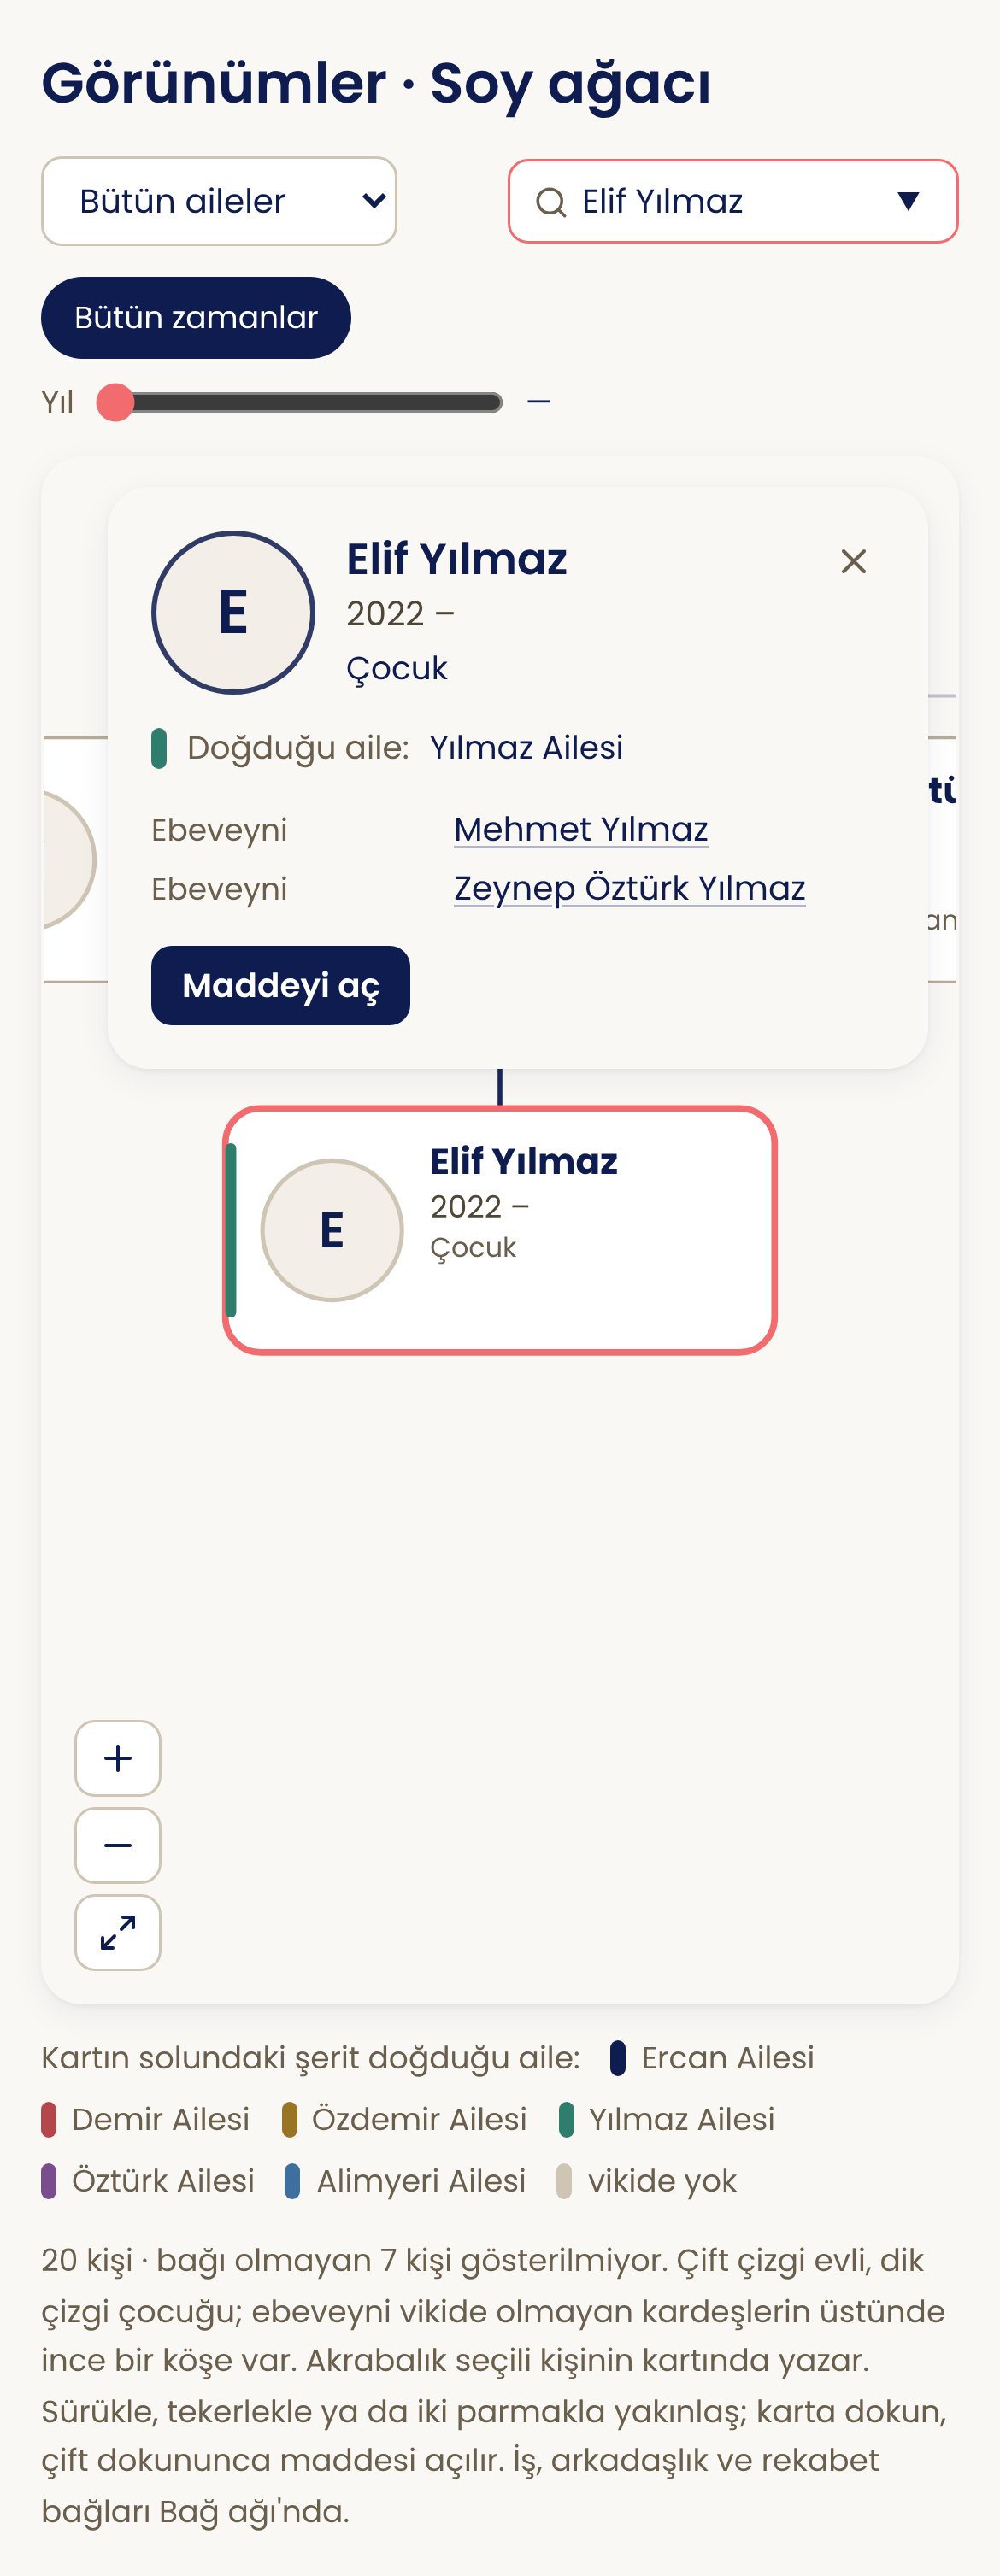 Görünümler · Soy ağacı
Bütün aileler
Elif Yılmaz
Bütün zamanlar
Yıl
—
E
Elif Yılmaz
2022 –
Çocuk
Doğduğu aile: Yılmaz Ailesi
Ebeveyni Mehmet Yılmaz
Ebeveyni Zeynep Öztürk Yılmaz
Maddeyi aç
E
Elif Yılmaz
2022 –
Çocuk
Kartın solundaki şerit doğduğu aile: Ercan Ailesi
Demir Ailesi Özdemir Ailesi Yılmaz Ailesi
Öztürk Ailesi Alimyeri Ailesi vikide yok
20 kişi · bağı olmayan 7 kişi gösterilmiyor. Çift çizgi evli, dik
çizgi çocuğu; ebeveyni vikide olmayan kardeşlerin üstünde
ince bir köşe var. Akrabalık seçili kişinin kartında yazar.
Sürükle, tekerlekle ya da iki parmakla yakınlaş; karta dokun,
çift dokununca maddesi açılır. İş, arkadaşlık ve rekabet
bağları Bağ ağı'nda.